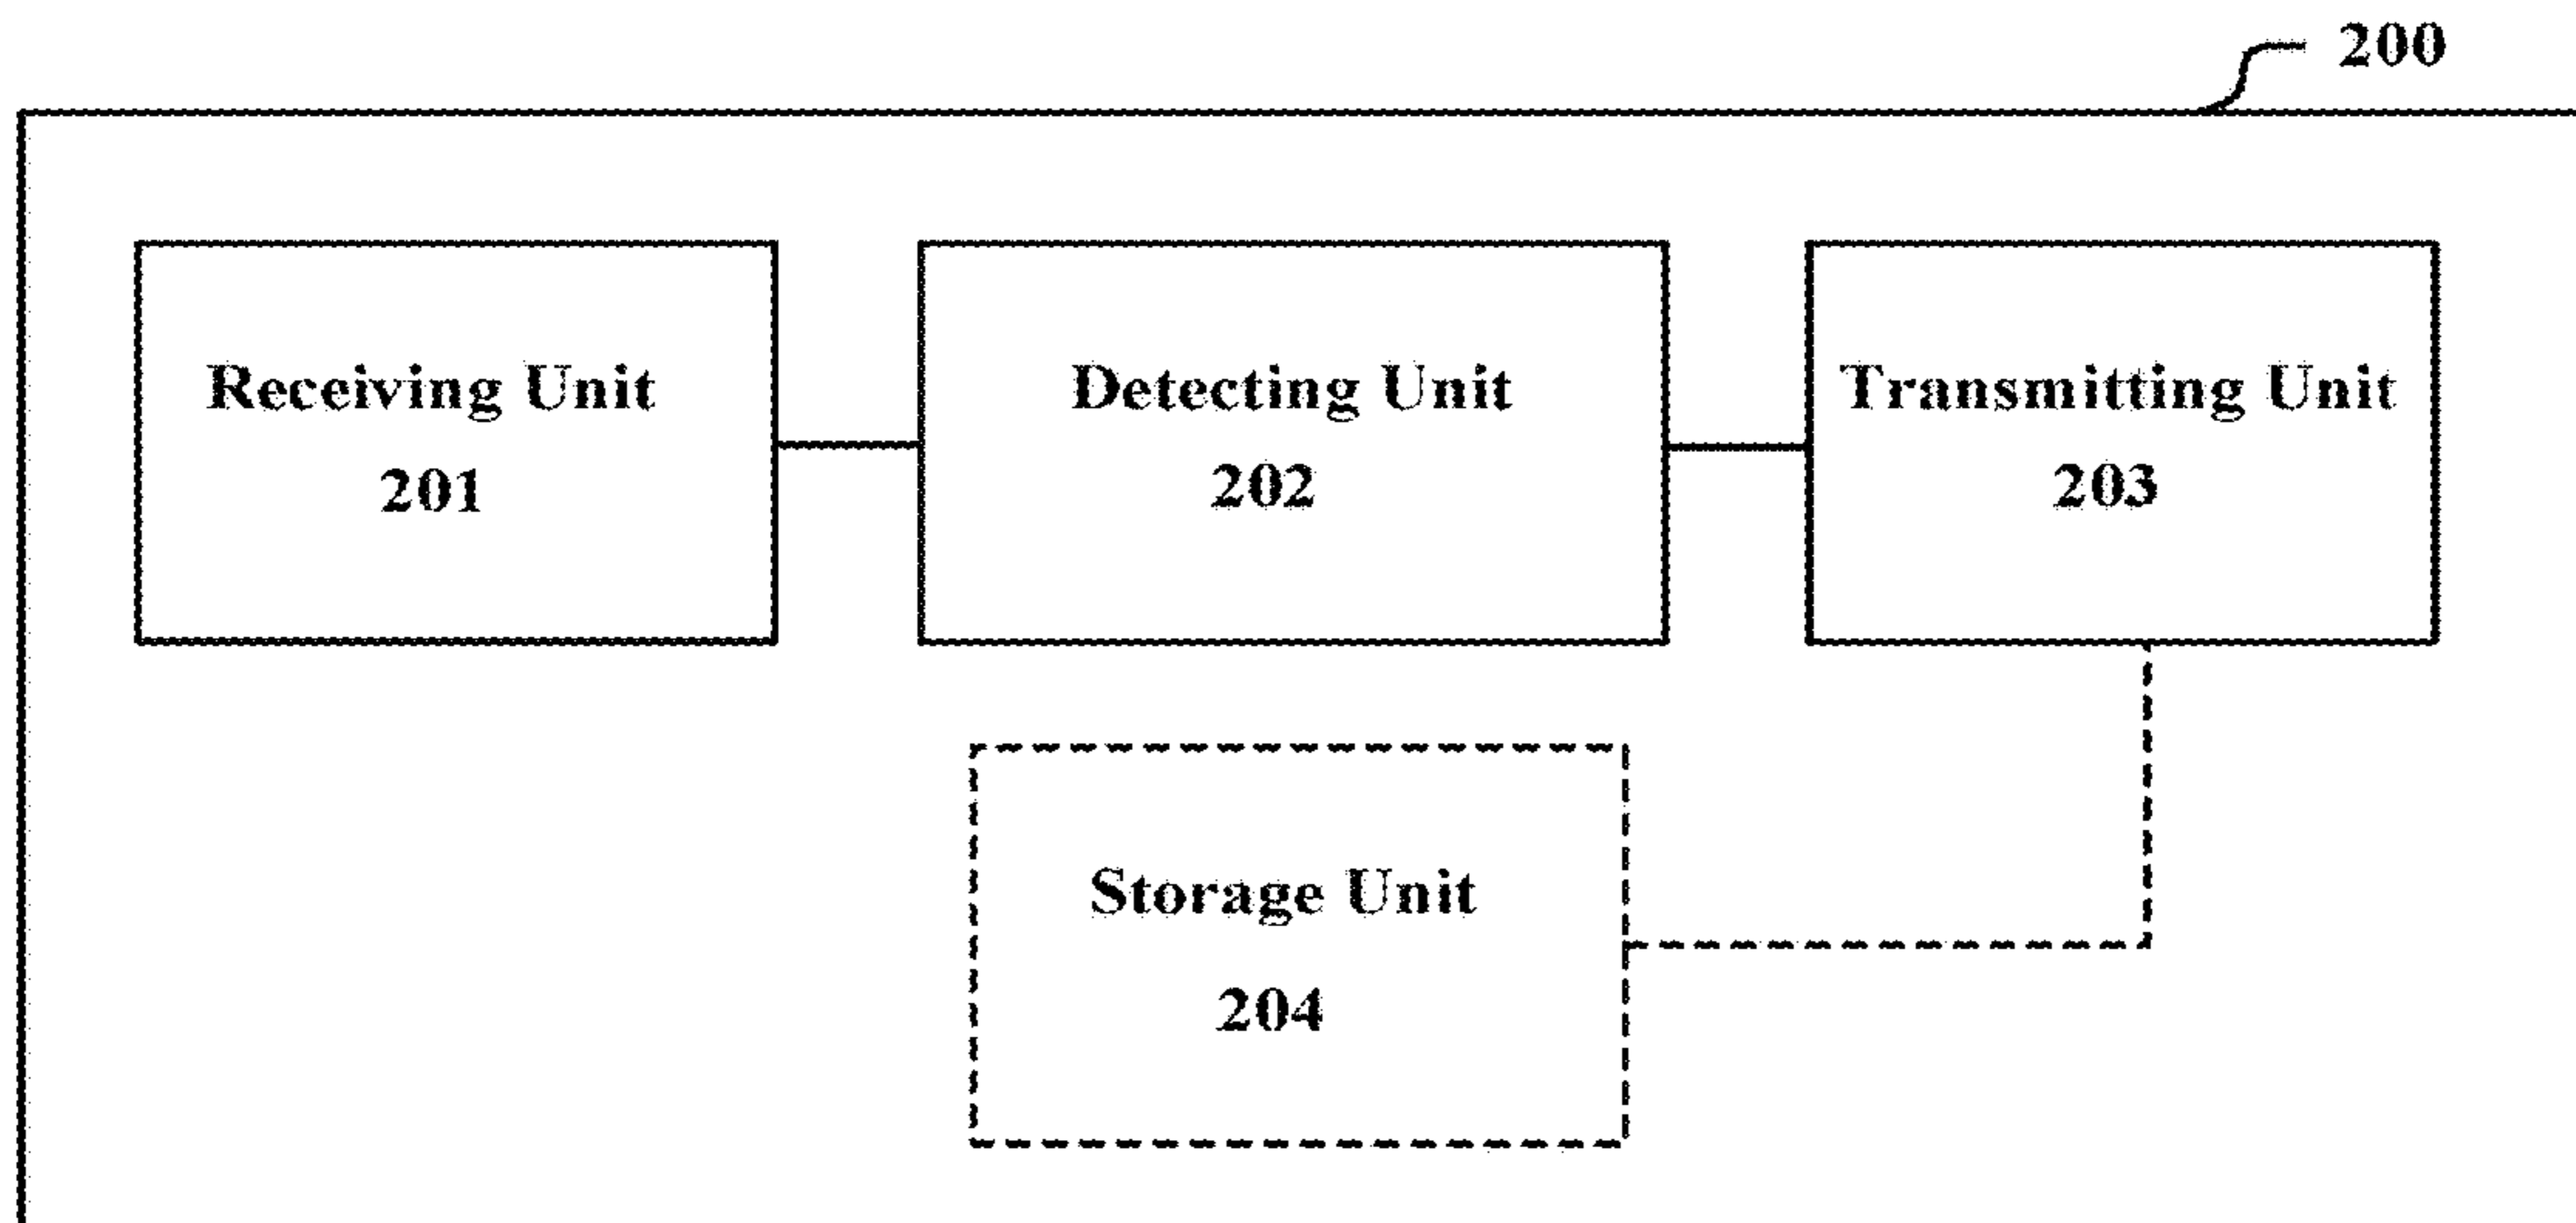 200
Receiving Unit
201
Detecting Unit
202
Transmitting Unit
203
Storage Unit
204